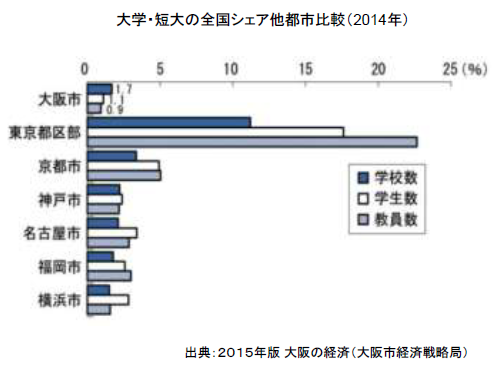 大学・短大の全国シェア他都市比較（2014年）
0 5 10 15 20 25 (%)
大阪市
1.7
1.1
0.9
東京都区部
京都市
神戸市
名古屋市
福岡市
横浜市
学校数
学生数
教員数
出典：2015年版 大阪の経済（大阪市経済戦略局）